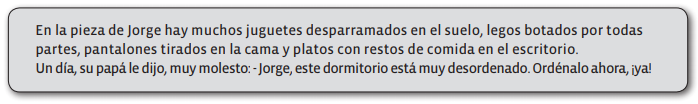 En la pieza de Jorge hay muchos juguetes desparramados en el suelo, legos botados por todas
partes, pantalones tirados en la cama y platos con restos de comida en el escritorio.
Un día, su papá le dijo, muy molesto: - Jorge, este dormitorio está muy desordenado. Ordénalo ahora, ¡ya!